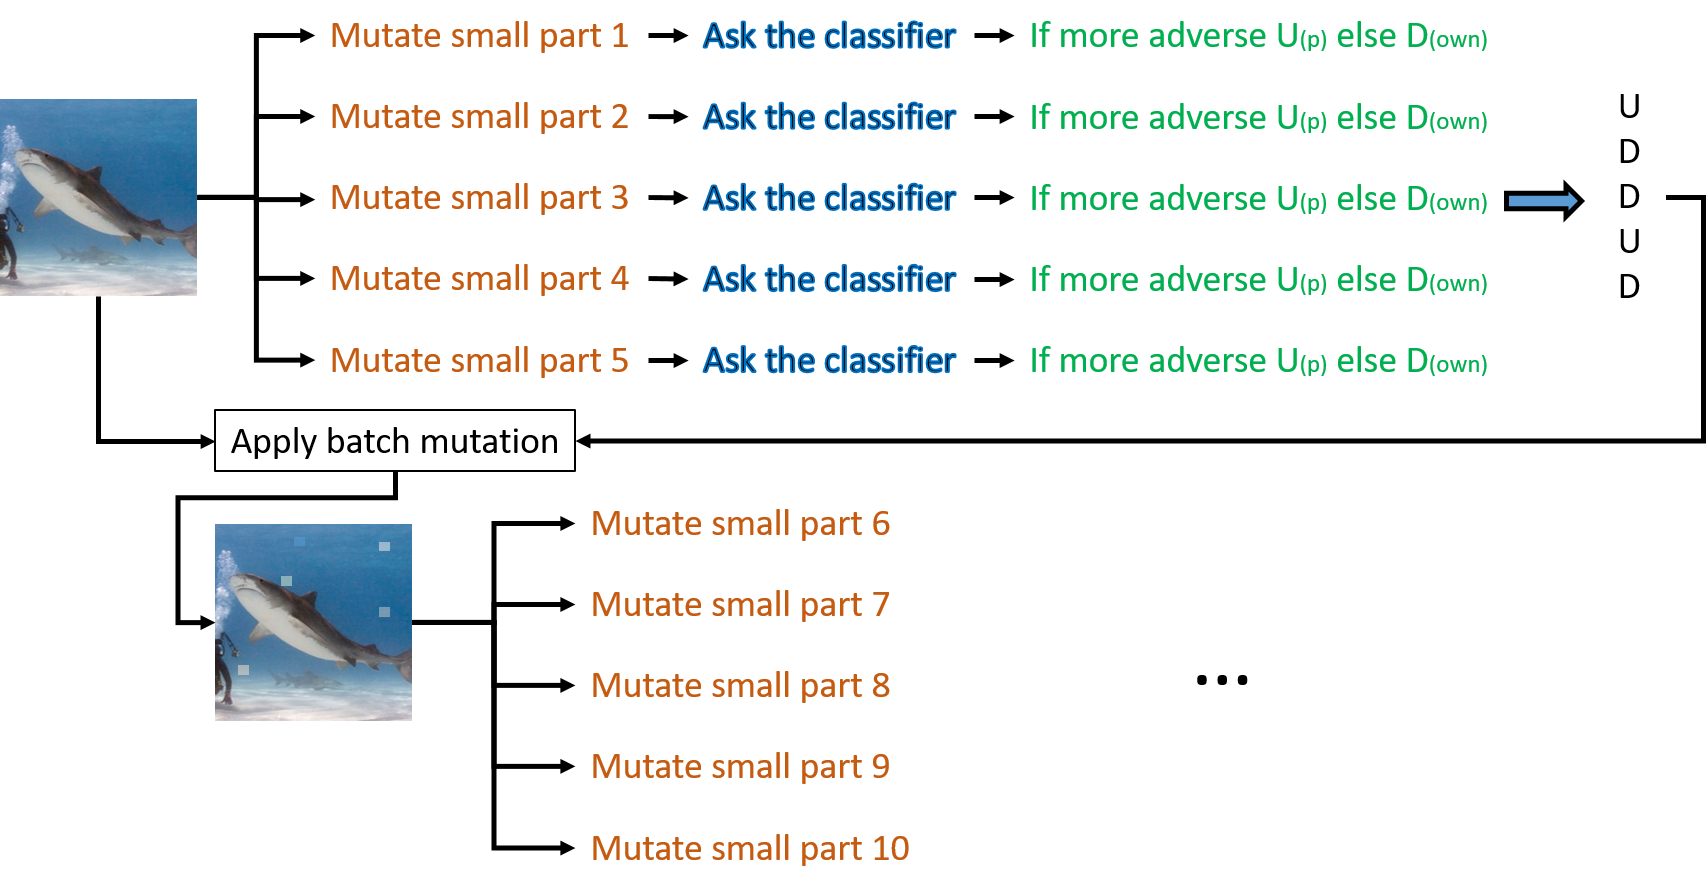 Mutate small part 1 Ask the classifier If more adverse U(p) else D(own)
Mutate small part 2 Ask the classifier If more adverse U(p) else D(own)
Mutate small part 3 Ask the classifier If more adverse U(p) else D(own)
Mutate small part 4 Ask the classifier If more adverse U(p) else D(own)
Mutate small part 5 Ask the classifier If more adverse U(p) else D(own)
U
D
D
U
D
Apply batch mutation
Mutate small part 6
Mutate small part 7
Mutate small part 8
...
Mutate small part 9
Mutate small part 10